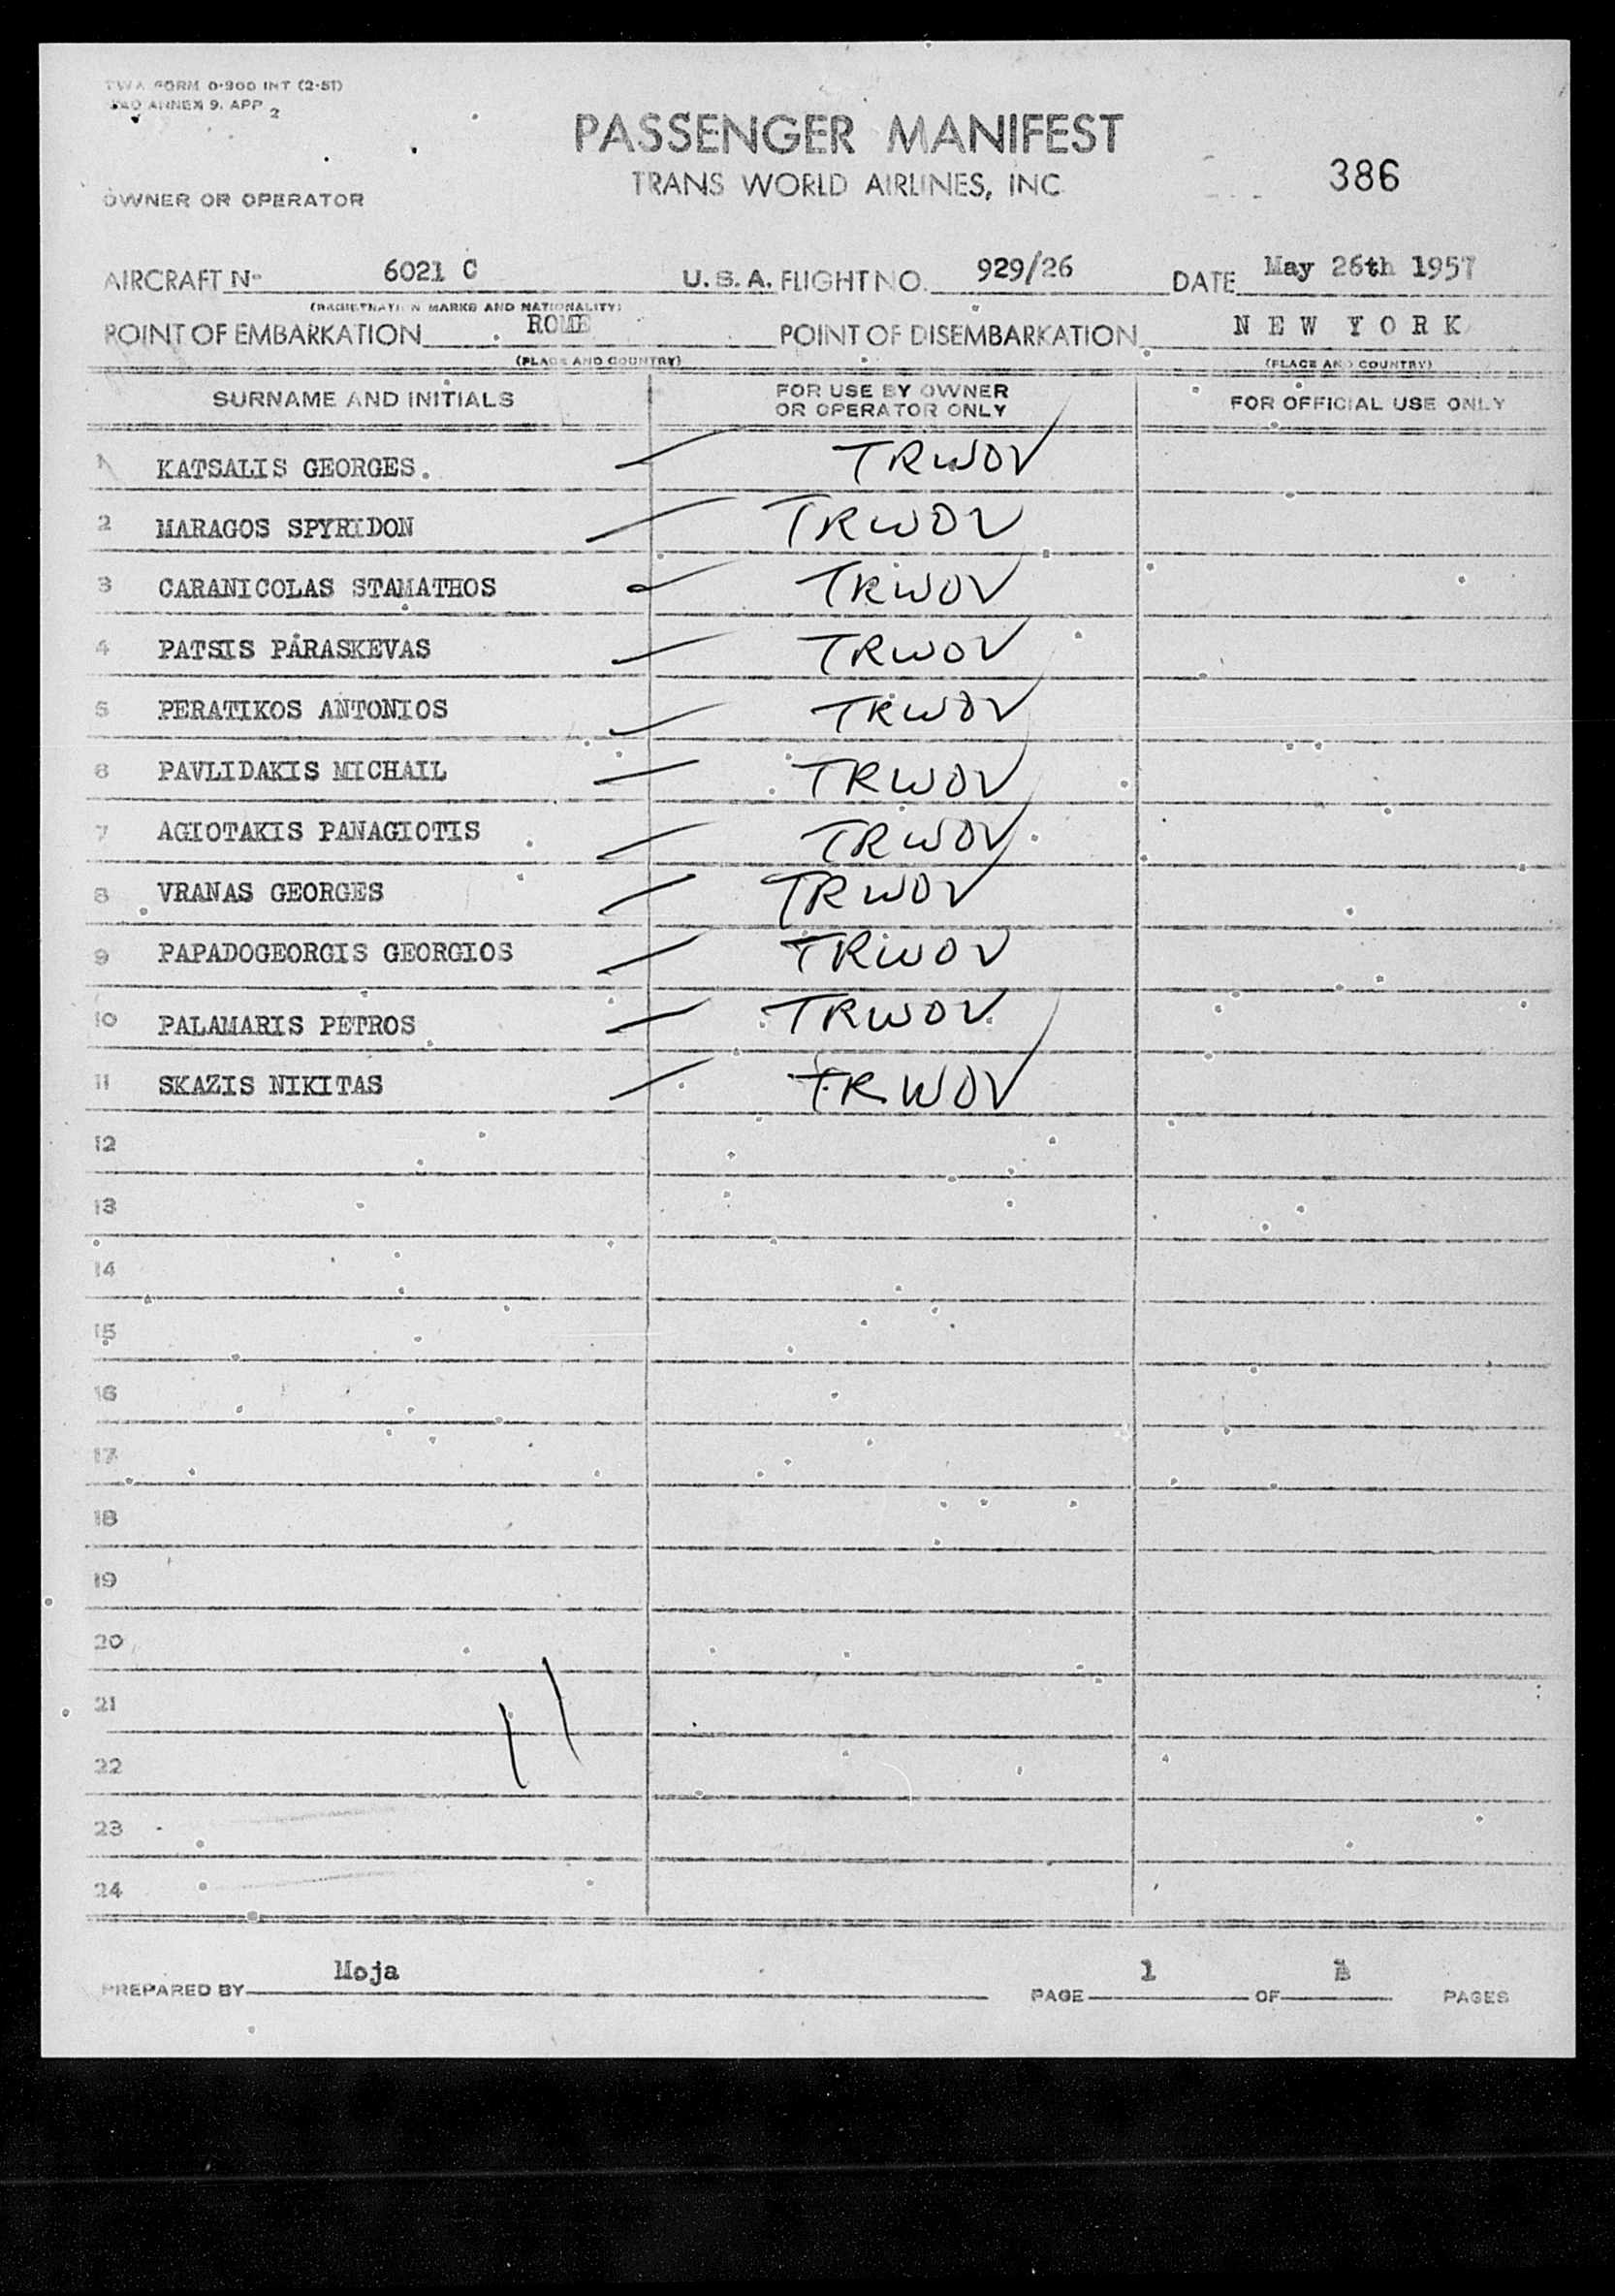 TWA FORM 0-900 INT (2-51)
ICAO ANNEX 9. APP 2
PASSENGER MANIFEST
TRANS WORLD AIRLINES, INC
386
OWNER OR OPERATOR
AIRCRAFT No 6021 C U.S.A. FLIGHT NO. 929/26 DATE May 26th 1957
(REGISTRATION MARKS AND NATIONALITY)
POINT OF EMBARKATION ROME POINT OF DISEMBARKATION NEW YORK
(PLACE AND COUNTRY) (PLACE AND COUNTRY)
SURNAME AND INITIALS FOR USE BY OWNER OR OPERATOR ONLY FOR OFFICIAL USE ONLY
1 KATSALIS GEORGES. TRWOV
2 MARAGOS SPYRIDON TRWOV
3 CARANICOLAS STAMATHOS TRWOV
4 PATSIS PARASKEVAS TRWOV
5 PERATIKOS ANTONIOS TRWOV
6 PAVLIDAKIS MICHAIL TRWOV
7 AGIOTAKIS PANAGIOTIS TRWOV
8 VRANAS GEORGES TRWOV
9 PAPADOGEORGIS GEORGIOS TRWOV
10 PALAMARIS PETROS TRWOV
11 SKAZIS NIKITAS TRWOV
12
13
14
15
16
17
18
19
20
21
22
23
24
11
PREPARED BY Moja PAGE 1 OF PAGES